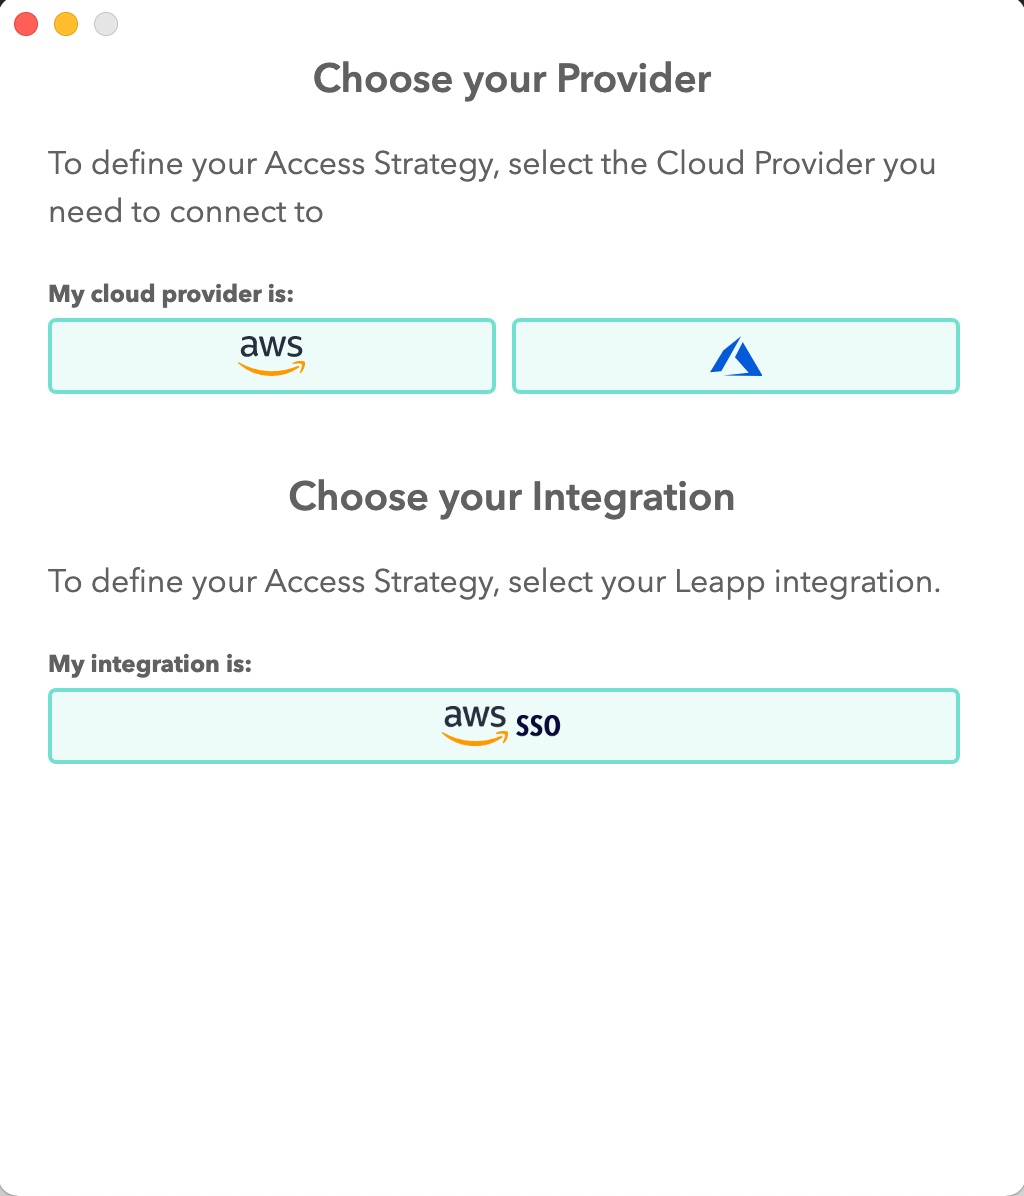 Choose your Provider
To define your Access Strategy, select the Cloud Provider you
need to connect to
My cloud provider is:
aws
Choose your Integration
To define your Access Strategy, select your Leapp integration.
My integration is:
aws SSO